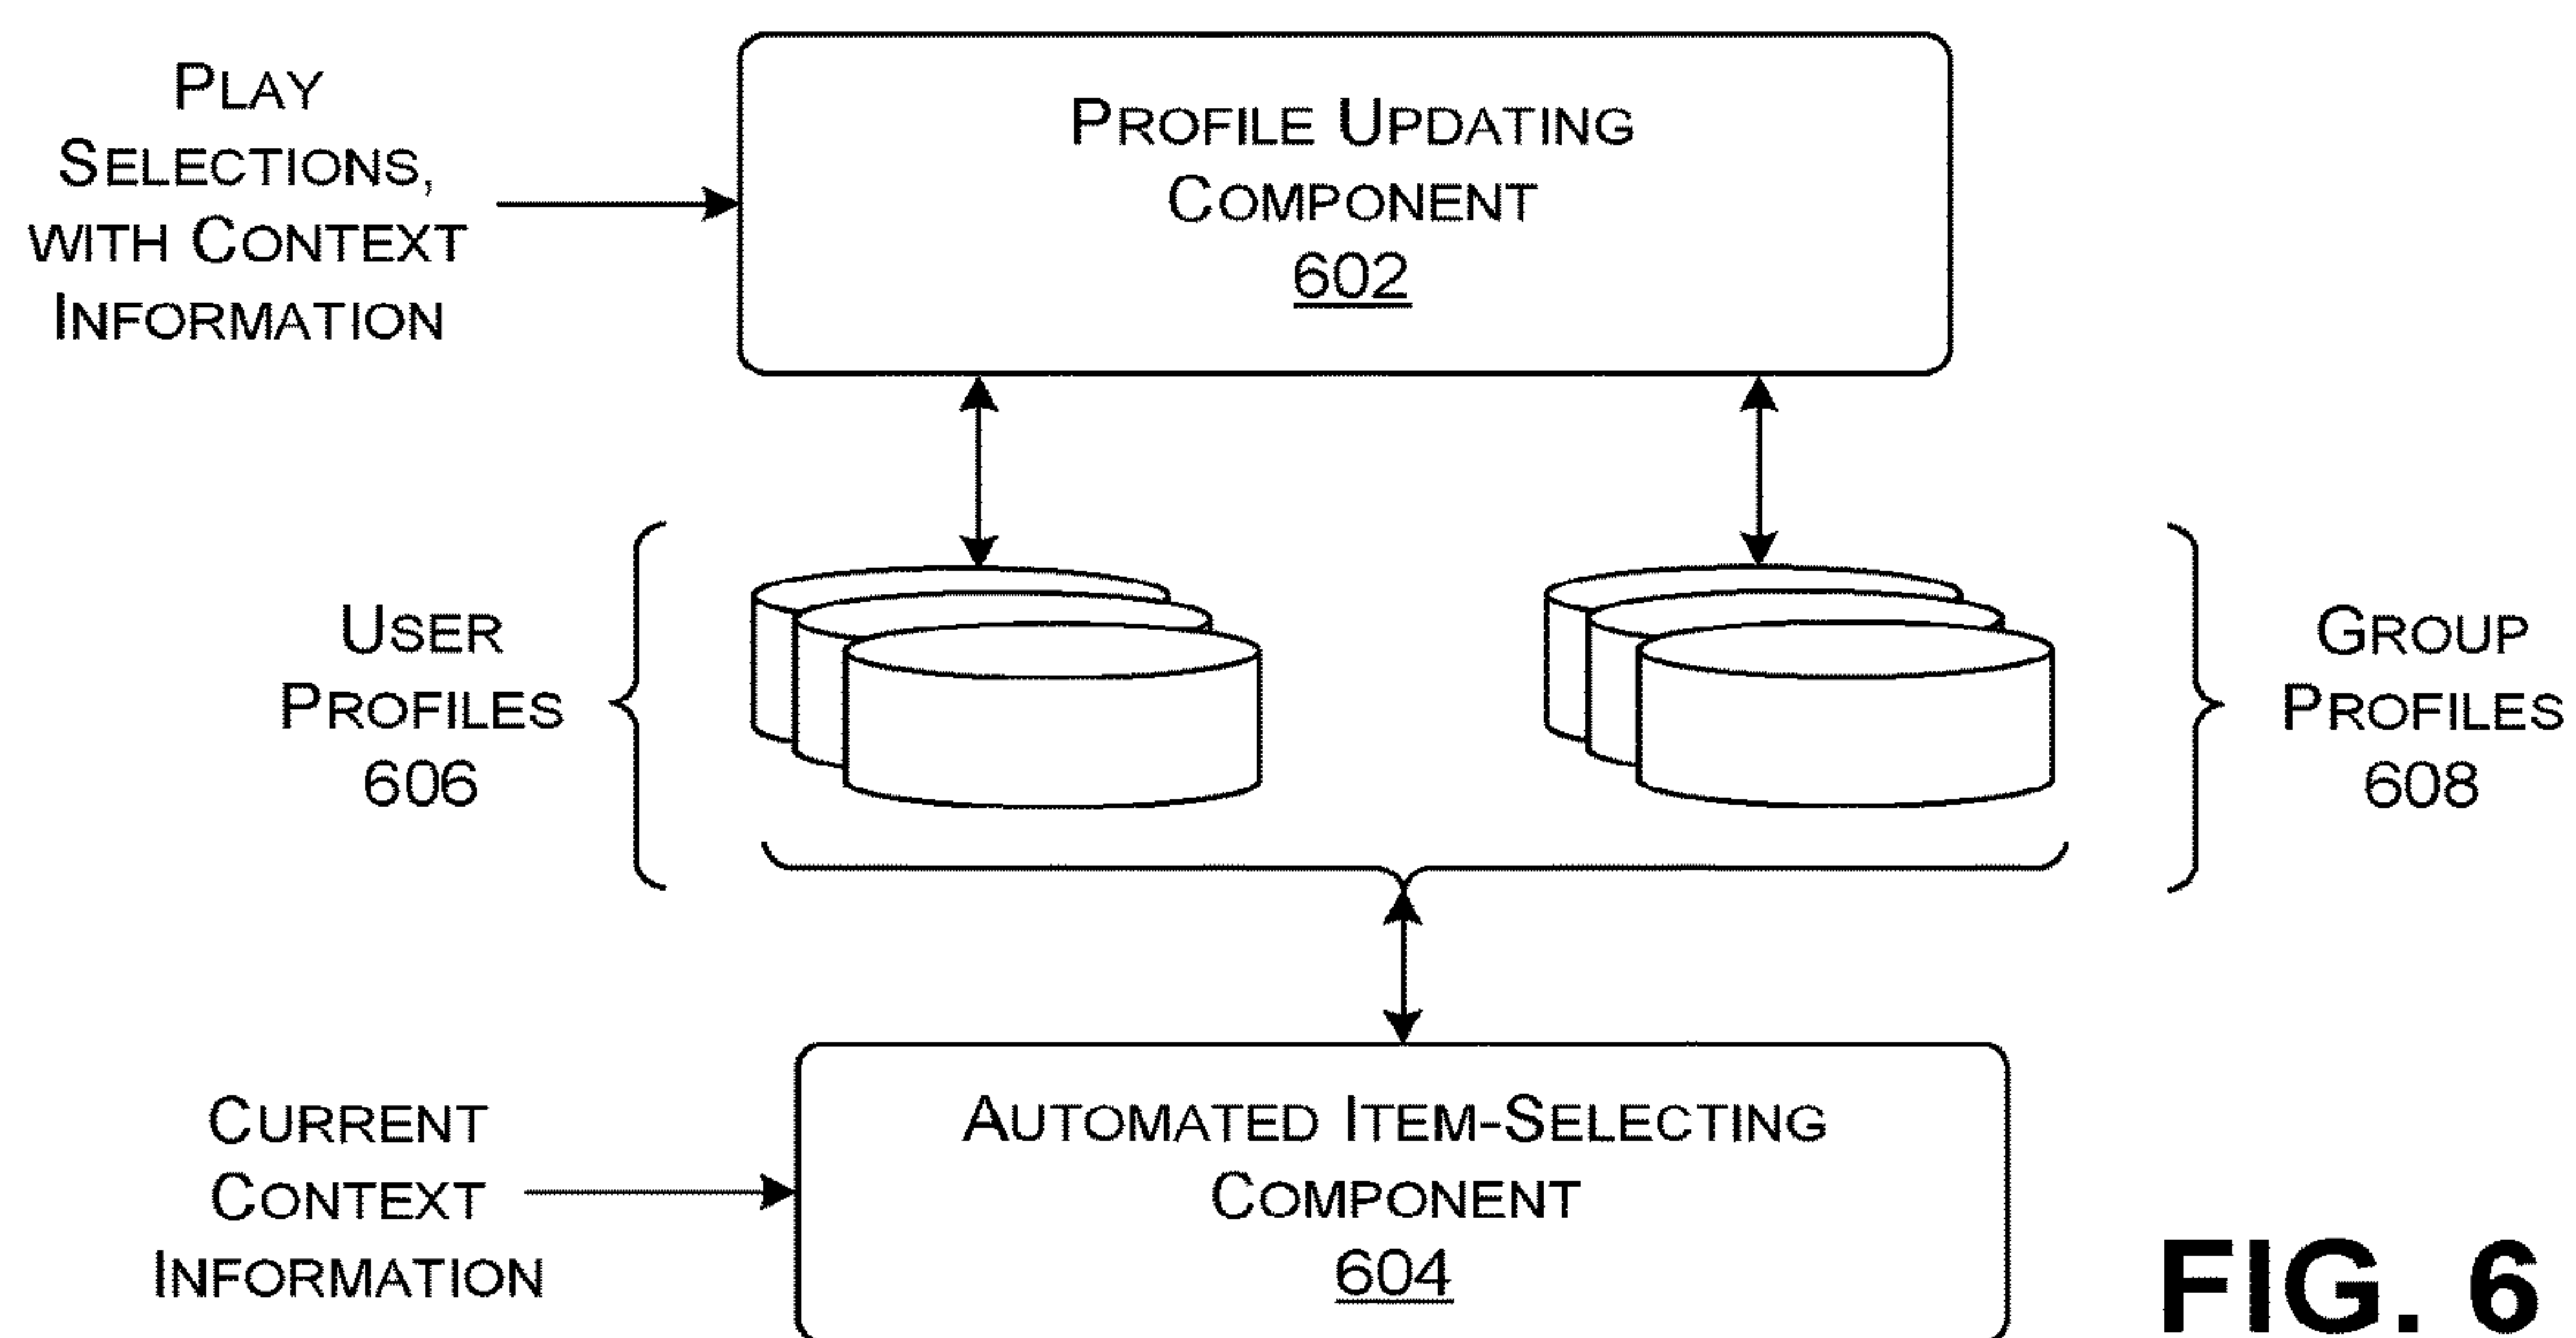 PLAY
SELECTIONS,
WITH CONTEXT
INFORMATION
PROFILE UPDATING
COMPONENT
602
USER
PROFILES
606
GROUP
PROFILES
608
CURRENT
CONTEXT
INFORMATION
AUTOMATED ITEM-SELECTING
COMPONENT
604
FIG. 6